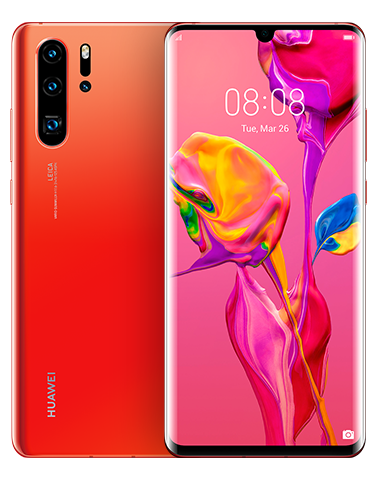 08:08
Tue, Mar 26
LEICA
HUAWEI